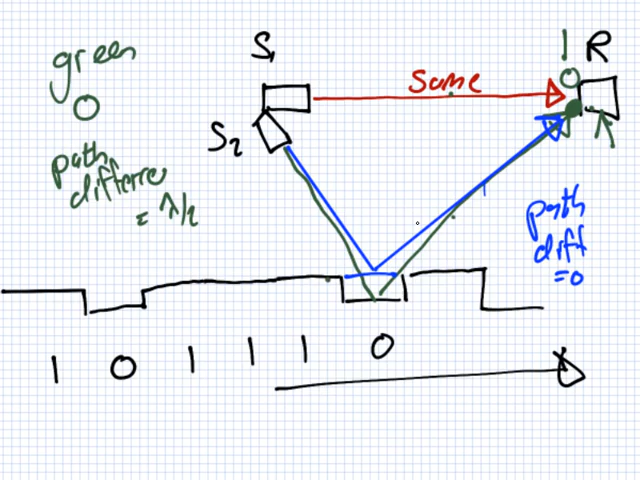 green
0
path
differre
= λ/2
S1
S2
Same
1
0
R
path
diff
=0
1 0 1 1 1 0